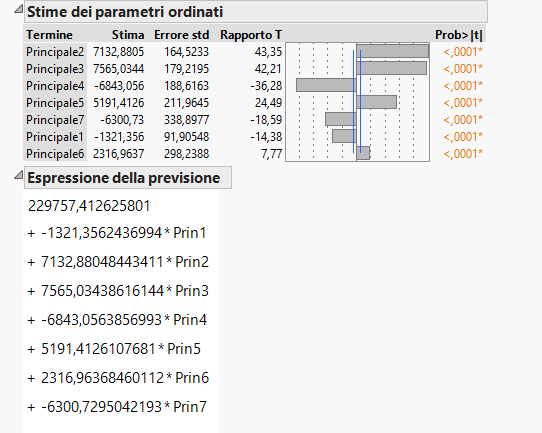 Stime dei parametri ordinati
Termine Stima Errore std Rapporto T Prob>|t|
Principale2 7132,8805 164,5233 43,35 <,0001*
Principale3 7565,0344 179,2195 42,21 <,0001*
Principale4 -6843,056 188,6163 -36,28 <,0001*
Principale5 5191,4126 211,9645 24,49 <,0001*
Principale7 -6300,73 338,8977 -18,59 <,0001*
Principale1 -1321,356 91,90548 -14,38 <,0001*
Principale6 2316,9637 298,2388 7,77 <,0001*
Espressione della previsione
229757,412625801
+ -1321,3562436994 * Prin1
+ 7132,88048443411 * Prin2
+ 7565,03438616144 * Prin3
+ -6843,0563856993 * Prin4
+ 5191,4126107681 * Prin5
+ 2316,96368460112 * Prin6
+ -6300,7295042193 * Prin7